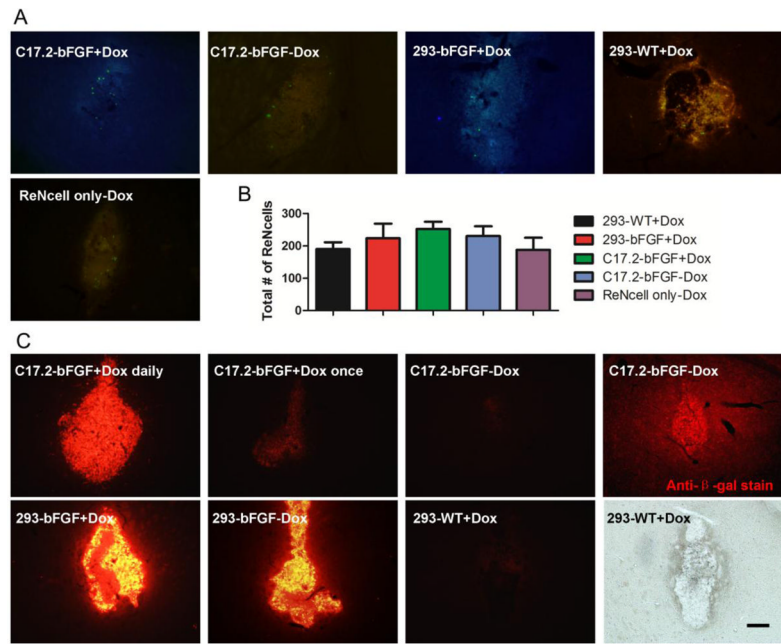 A
C17.2-bFGF+Dox
C17.2-bFGF-Dox
293-bFGF+Dox
293-WT+Dox
ReNcell only-Dox
B
Total # of ReNcells
300
200
100
0
293-WT+Dox
293-bFGF+Dox
C17.2-bFGF+Dox
C17.2-bFGF-Dox
ReNcell only-Dox
C
C17.2-bFGF+Dox daily
C17.2-bFGF+Dox once
C17.2-bFGF-Dox
C17.2-bFGF-Dox
Anti-β-gal stain
293-bFGF+Dox
293-bFGF-Dox
293-WT+Dox
293-WT+Dox